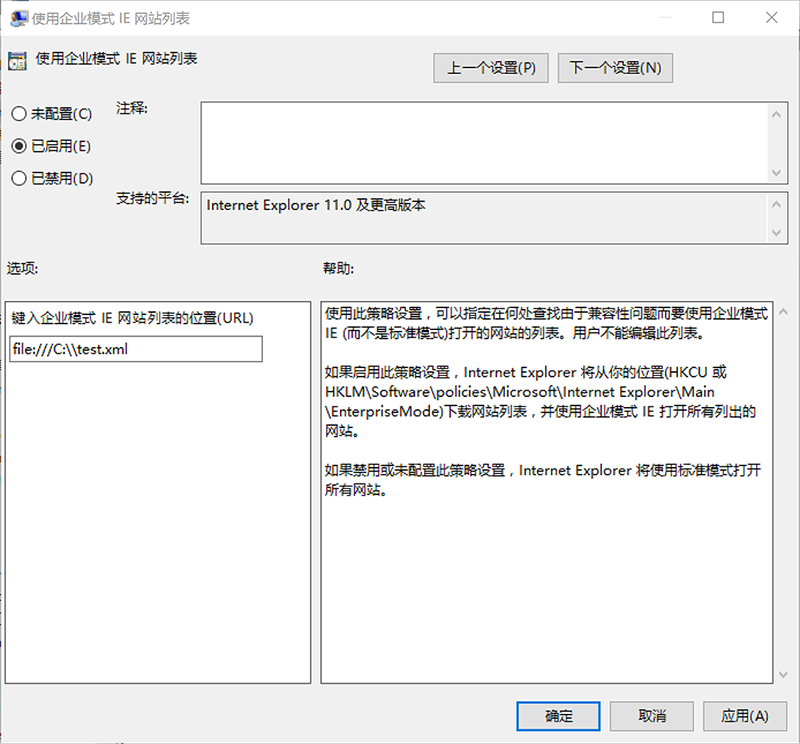 使用企业模式 IE 网站列表
使用企业模式 IE 网站列表
上一个设置(P)
下一个设置(N)
未配置(C)
注释:
已启用(E)
已禁用(D)
支持的平台:
Internet Explorer 11.0 及更高版本
选项:
帮助:
键入企业模式 IE 网站列表的位置(URL)
file:///C:\\test.xml
使用此策略设置，可以指定在何处查找由于兼容性问题而要使用企业模式
IE (而不是标准模式)打开的网站的列表。用户不能编辑此列表。
如果启用此策略设置，Internet Explorer 将从你的位置(HKCU 或
HKLM\Software\policies\Microsoft\Internet Explorer\Main
\EnterpriseMode)下载网站列表，并使用企业模式 IE 打开所有列出的
网站。
如果禁用或未配置此策略设置，Internet Explorer 将使用标准模式打开
所有网站。
确定
取消
应用(A)